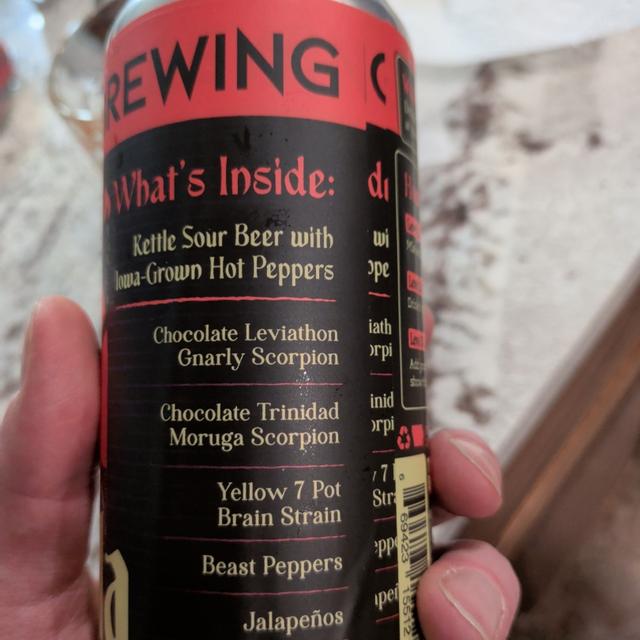 REWING
What's Inside:
Kettle Sour Beer with
Iowa-Grown Hot Peppers
Chocolate Leviathon
Gnarly Scorpion
Chocolate Trinidad
Moruga Scorpion
Yellow 7 Pot
Brain Strain
Beast Peppers
Jalapeños